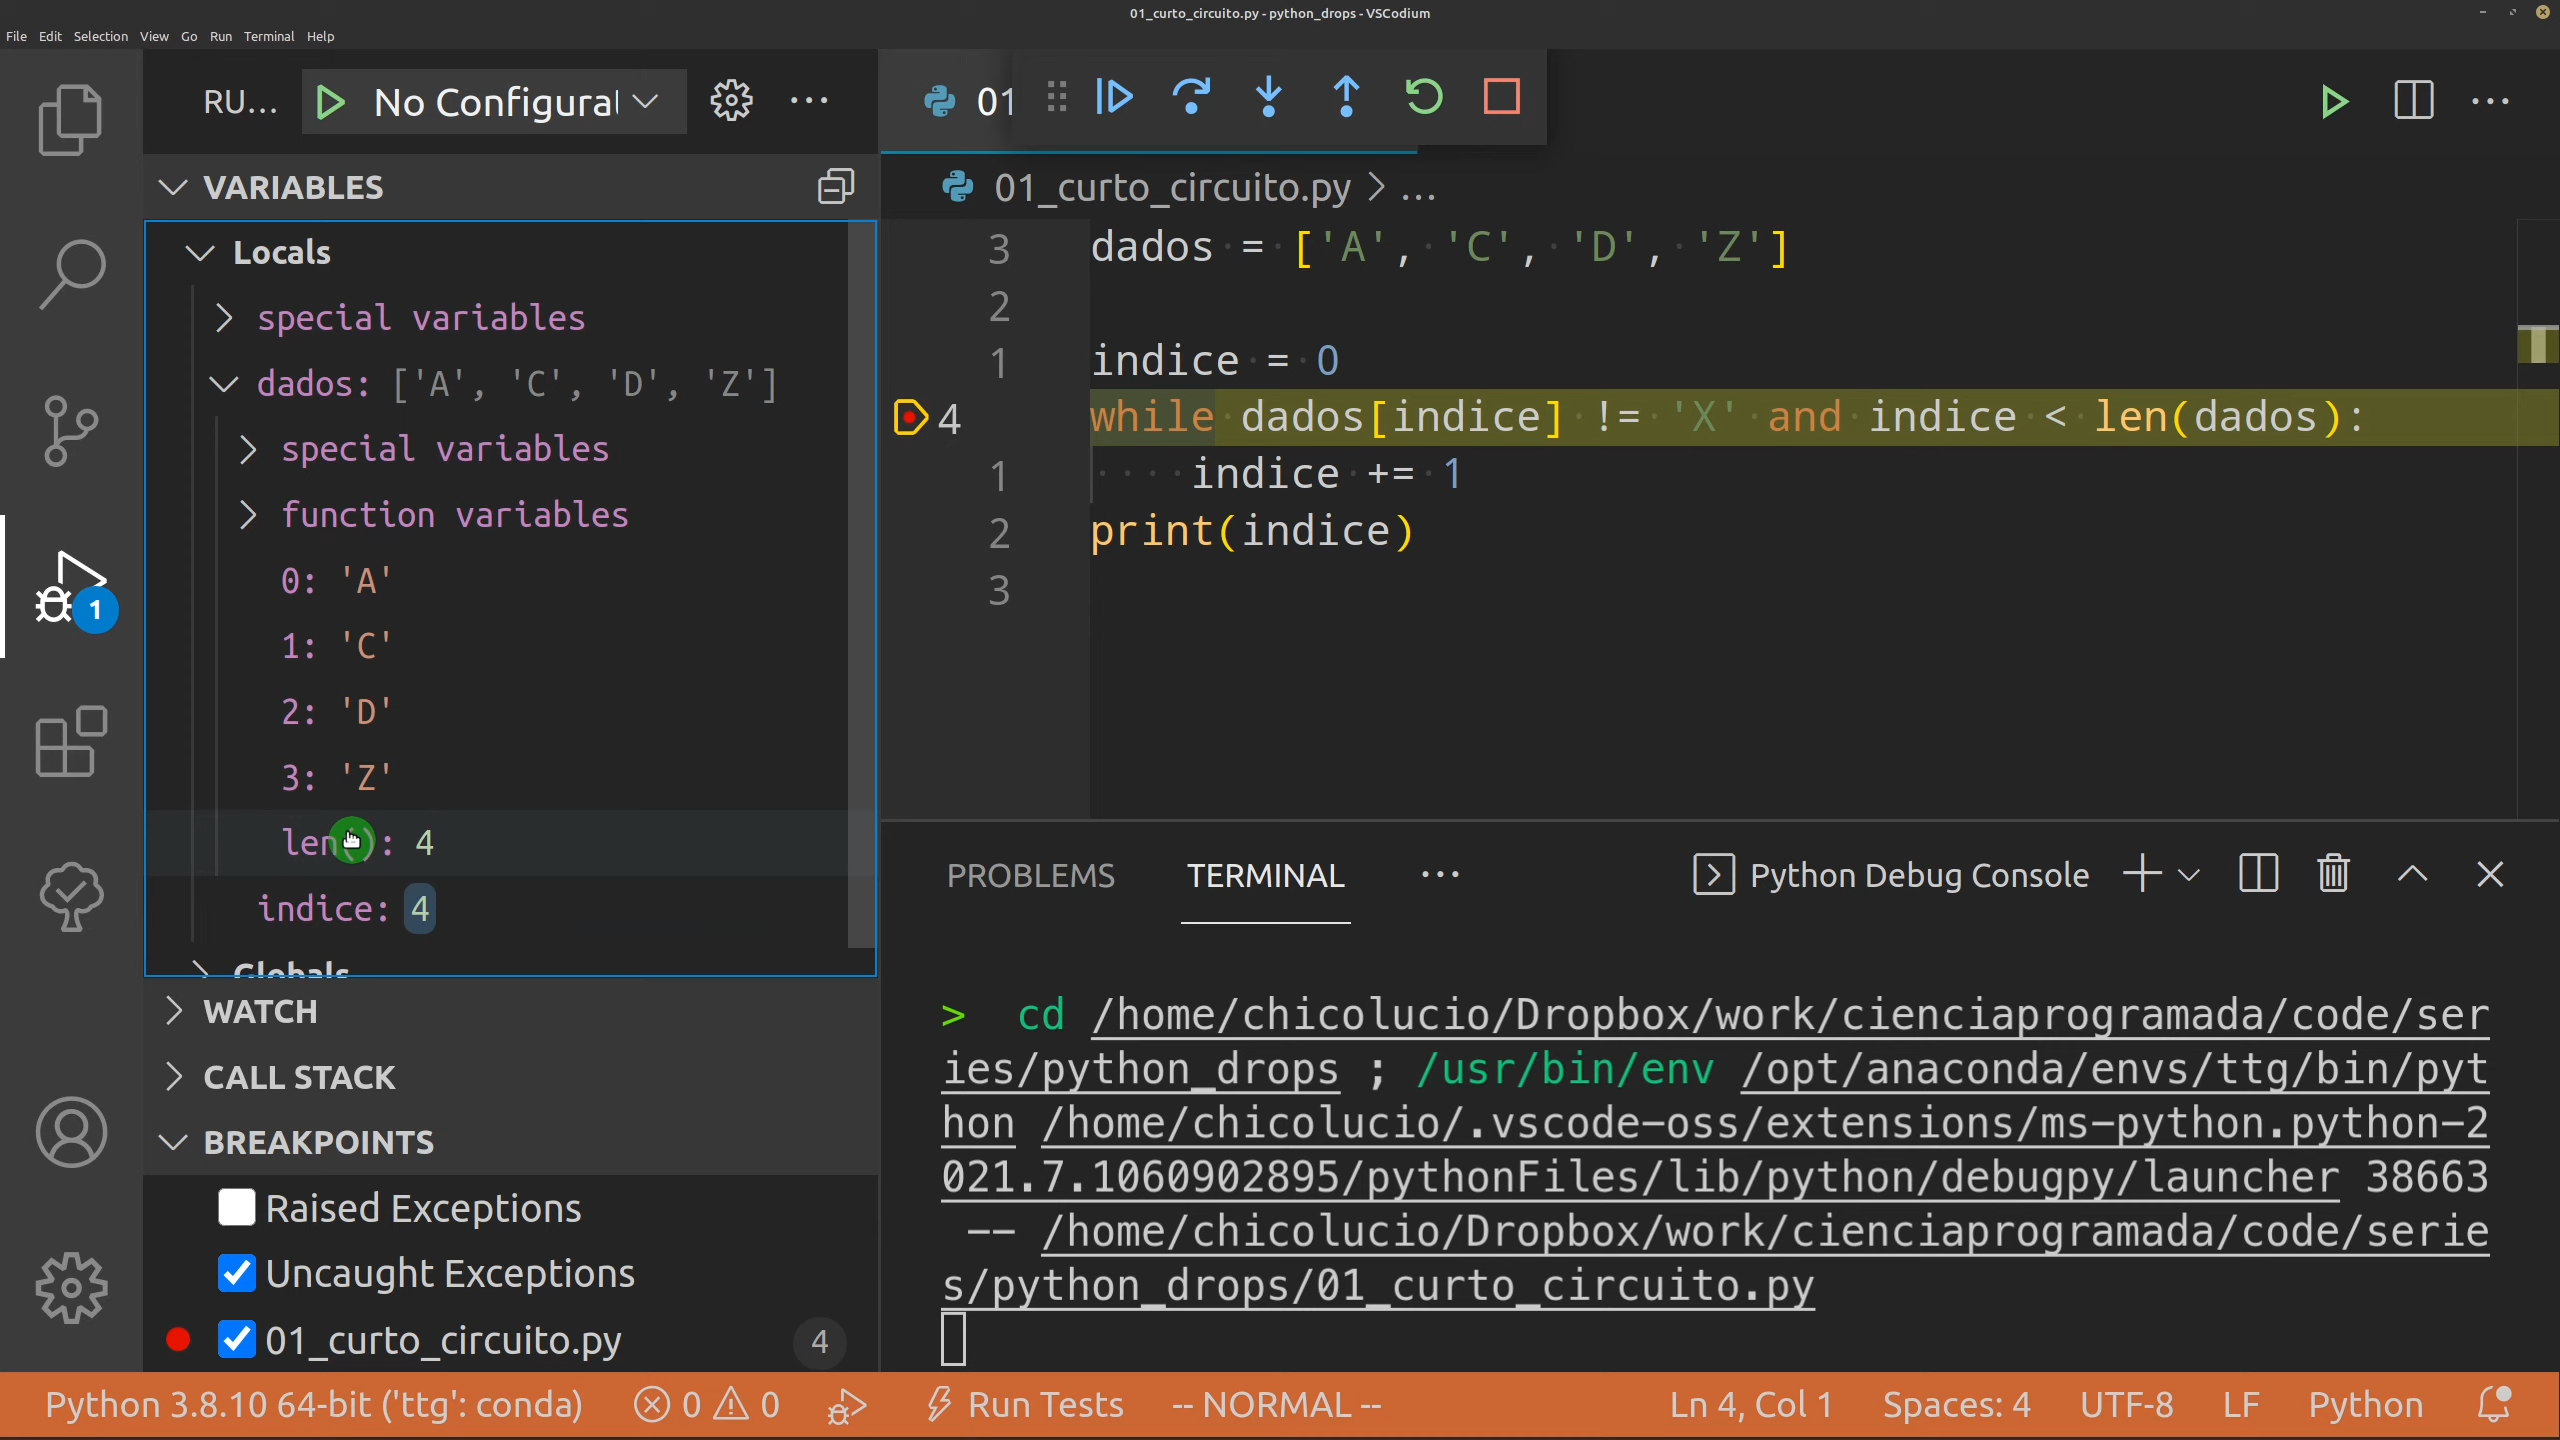 01_curto_circuito.py - python_drops - VSCodium
File Edit Selection View Go Run Terminal Help
RU... No Configurat
01
VARIABLES
01_curto_circuito.py > ...
Locals
special variables
dados: ['A', 'C', 'D', 'Z']
special variables
function variables
0: 'A'
1: 'C'
2: 'D'
3: 'Z'
len(): 4
indice: 4
Globals
WATCH
CALL STACK
BREAKPOINTS
Raised Exceptions
Uncaught Exceptions
01_curto_circuito.py 4
1
3 dados = ['A', 'C', 'D', 'Z']
2
1 indice = 0
4 while dados[indice] != 'X' and indice < len(dados):
1 indice += 1
2 print(indice)
3
PROBLEMS TERMINAL ... Python Debug Console
> cd /home/chicolucio/Dropbox/work/cienciaprogramada/code/ser
ies/python_drops ; /usr/bin/env /opt/anaconda/envs/ttg/bin/pyt
hon /home/chicolucio/.vscode-oss/extensions/ms-python.python-2
021.7.1060902895/pythonFiles/lib/python/debugpy/launcher 38663
-- /home/chicolucio/Dropbox/work/cienciaprogramada/code/serie
s/python_drops/01_curto_circuito.py
Python 3.8.10 64-bit ('ttg': conda) 0 0 Run Tests -- NORMAL -- Ln 4, Col 1 Spaces: 4 UTF-8 LF Python